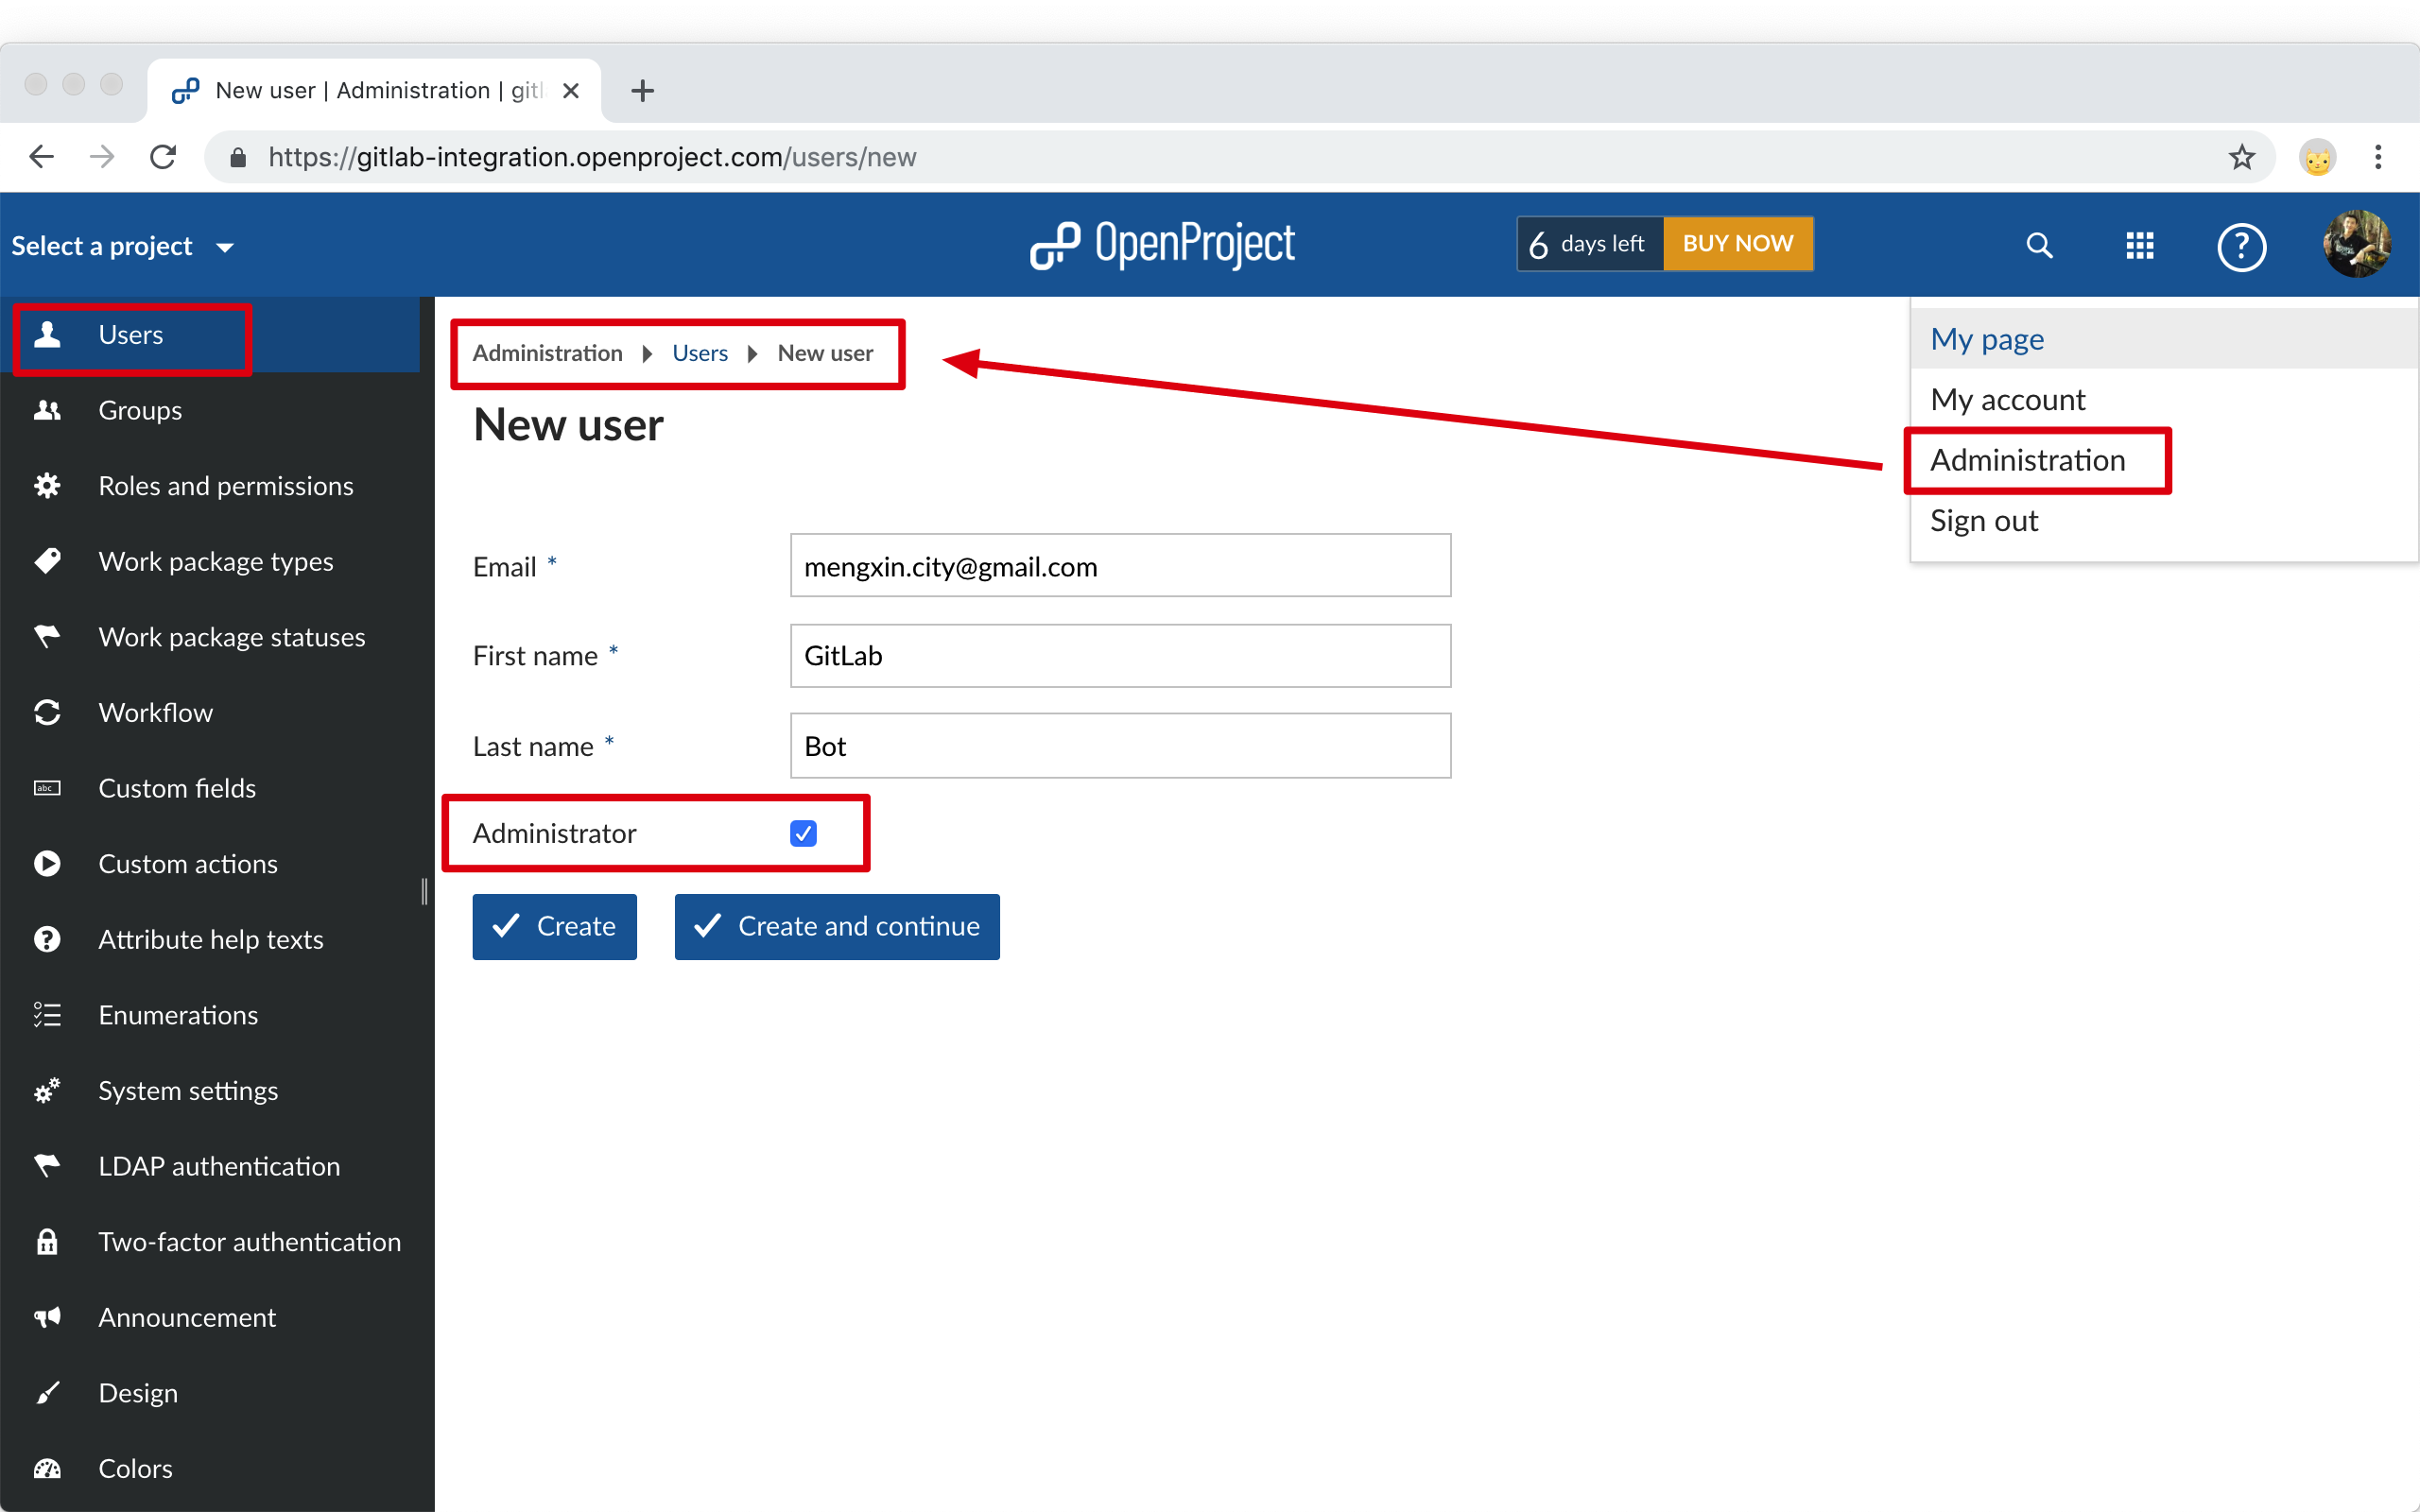 New user | Administration | gitl
https://gitlab-integration.openproject.com/users/new
Select a project
OpenProject
6 days left BUY NOW
?
My page
My account
Administration
Sign out
Users
Groups
Roles and permissions
Work package types
Work package statuses
Workflow
abc Custom fields
Custom actions
? Attribute help texts
Enumerations
System settings
LDAP authentication
Two-factor authentication
Announcement
Design
Colors
Administration Users New user
New user
Email * mengxin.city@gmail.com
First name * GitLab
Last name * Bot
Administrator
Create Create and continue